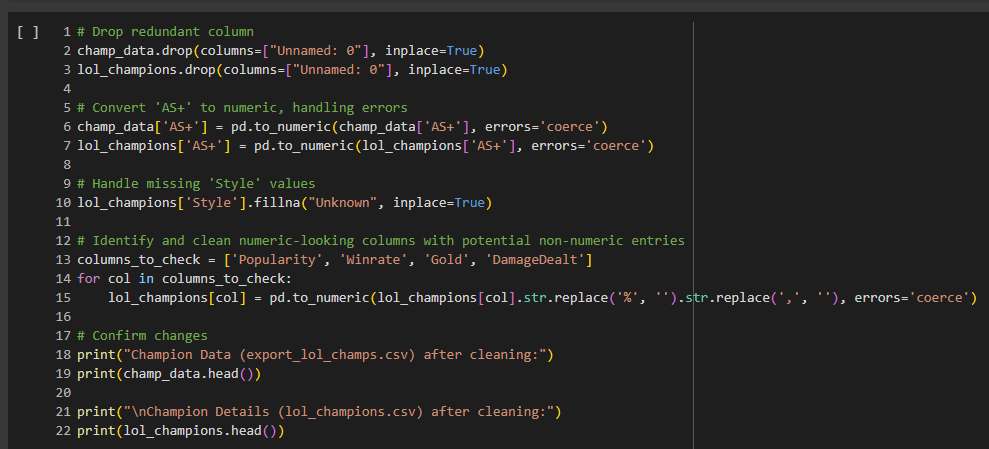 [ ]
1 # Drop redundant column
2 champ_data.drop(columns=["Unnamed: 0"], inplace=True)
3 lol_champions.drop(columns=["Unnamed: 0"], inplace=True)
4
5 # Convert 'AS+' to numeric, handling errors
6 champ_data['AS+'] = pd.to_numeric(champ_data['AS+'], errors='coerce')
7 lol_champions['AS+'] = pd.to_numeric(lol_champions['AS+'], errors='coerce')
8
9 # Handle missing 'Style' values
10 lol_champions['Style'].fillna("Unknown", inplace=True)
11
12 # Identify and clean numeric-looking columns with potential non-numeric entries
13 columns_to_check = ['Popularity', 'Winrate', 'Gold', 'DamageDealt']
14 for col in columns_to_check:
15     lol_champions[col] = pd.to_numeric(lol_champions[col].str.replace('%', '').str.replace(',', ''), errors='coerce')
16
17 # Confirm changes
18 print("Champion Data (export_lol_champs.csv) after cleaning:")
19 print(champ_data.head())
20
21 print("\nChampion Details (lol_champions.csv) after cleaning:")
22 print(lol_champions.head())